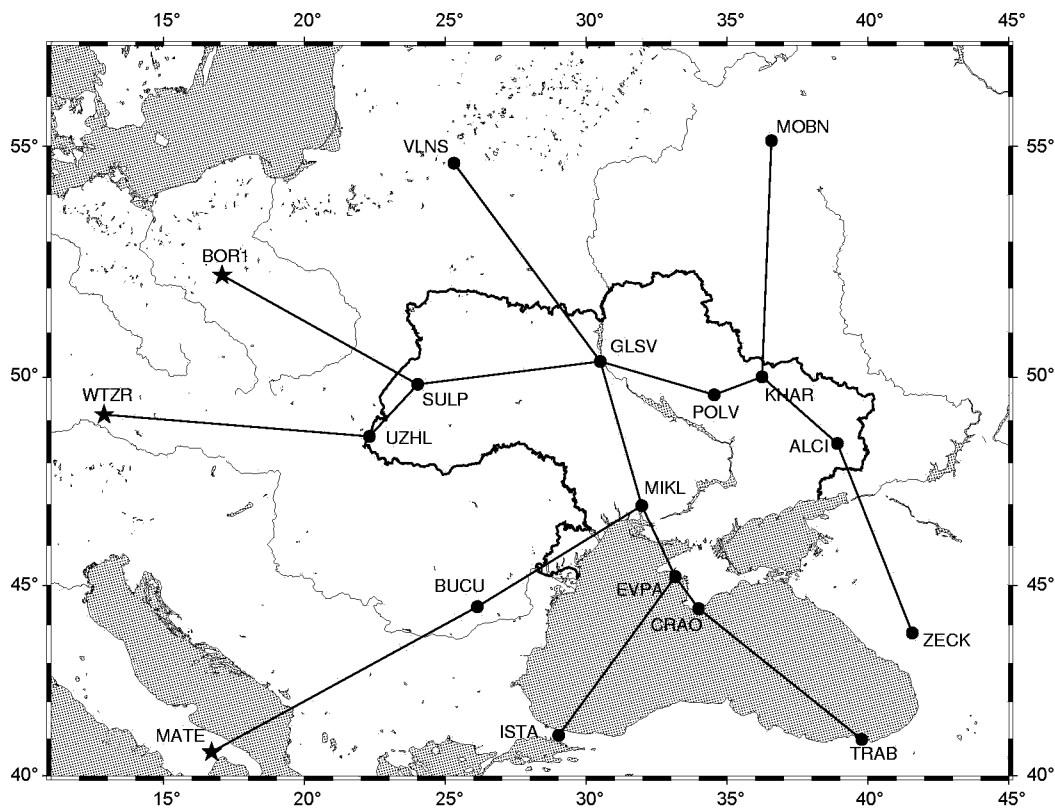 15° 20° 25° 30° 35° 40° 45°
MOBN
55° 55°
VLNS
BOR1
GLSV
50° 50°
WTZR
KHAR
SULP
POLV
UZHL
ALCI
MIKL
45° 45°
BUCU
EVPA
CRAO
ZECK
MATE
ISTA
TRAB
40° 40°
15° 20° 25° 30° 35° 40° 45°